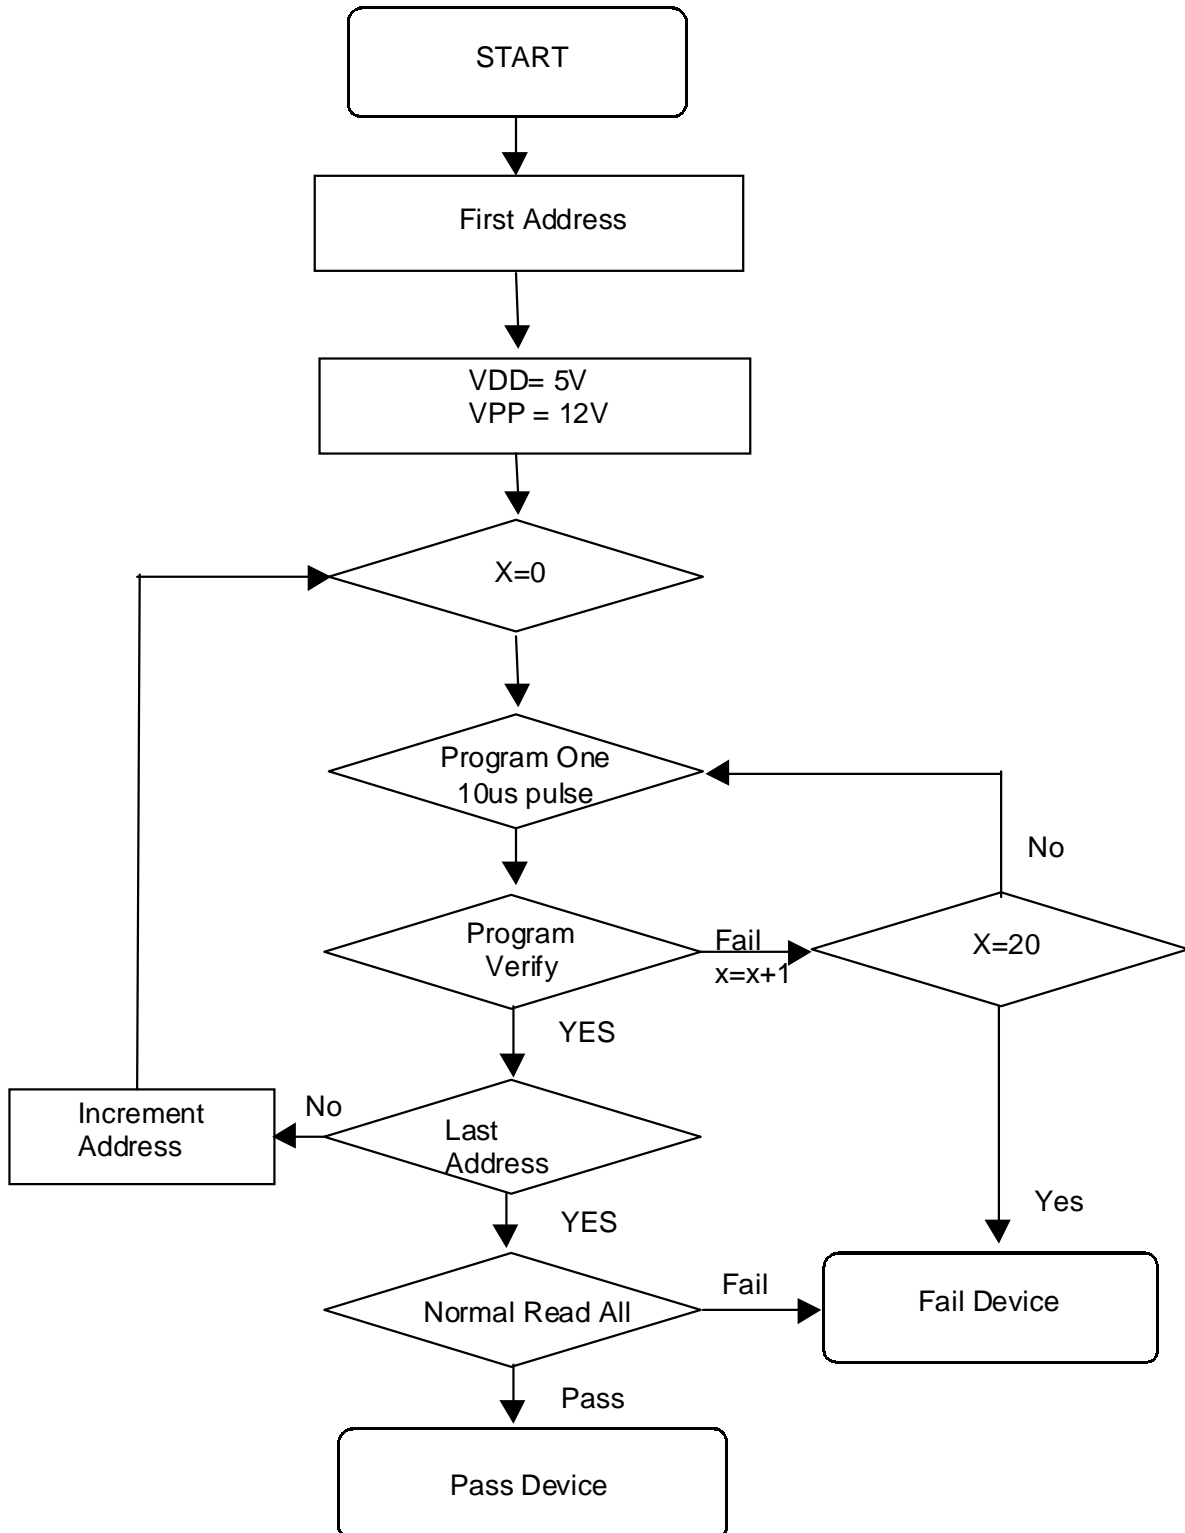 START
First Address
VDD= 5V
VPP = 12V
X=0
Program One
10us pulse
No
Program
Verify
Fail
x=x+1
X=20
YES
Increment
Address
No
Last
Address
Yes
YES
Normal Read All
Fail
Fail Device
Pass
Pass Device